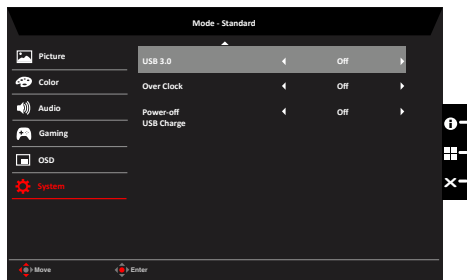 Mode - Standard
Picture
Color
Audio
Gaming
OSD
System
USB 3.0 Off
Over Clock Off
Power-off Off
USB Charge
Move Enter